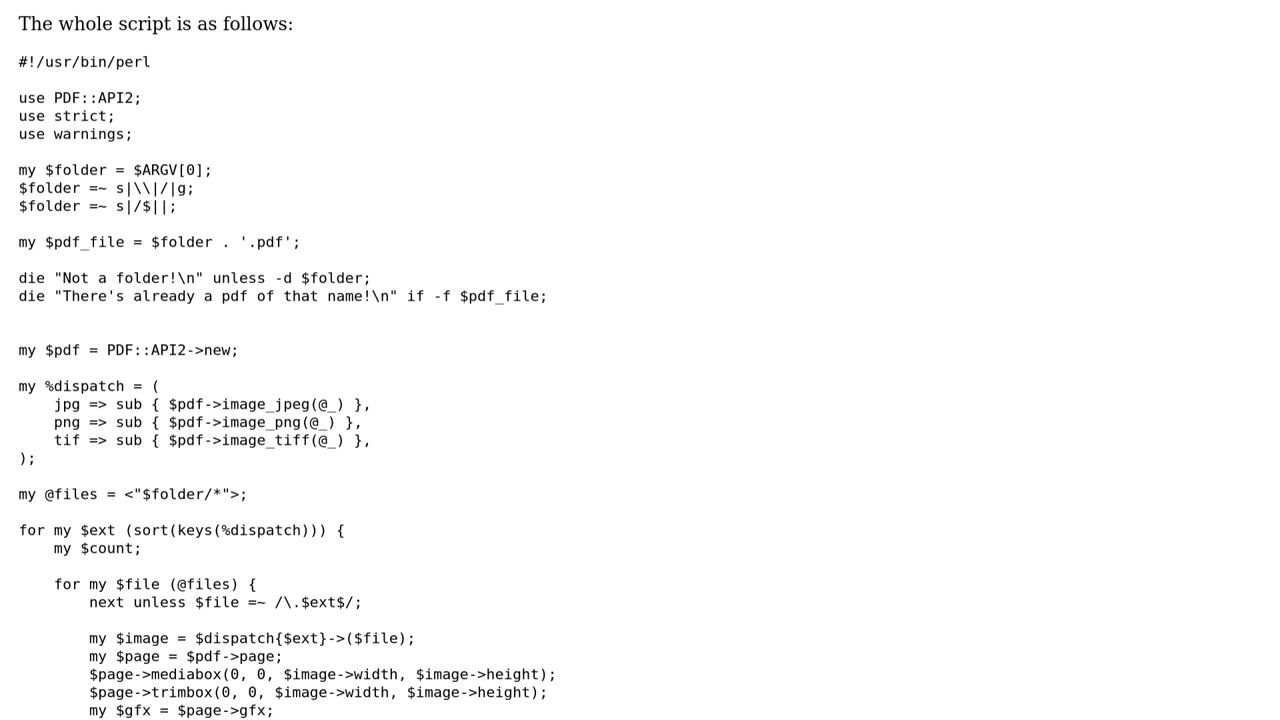 The whole script is as follows:
#!/usr/bin/perl
use PDF::API2;
use strict;
use warnings;
my $folder = $ARGV[0];
$folder =~ s|\\|/|g;
$folder =~ s|/$||;
my $pdf_file = $folder . '.pdf';
die "Not a folder!\n" unless -d $folder;
die "There's already a pdf of that name!\n" if -f $pdf_file;
my $pdf = PDF::API2->new;
my %dispatch = (
    jpg => sub { $pdf->image_jpeg(@_) },
    png => sub { $pdf->image_png(@_) },
    tif => sub { $pdf->image_tiff(@_) },
);
my @files = <"$folder/*">;
for my $ext (sort(keys(%dispatch))) {
    my $count;
    for my $file (@files) {
        next unless $file =~ /\.$ext$/;
        my $image = $dispatch{$ext}->($file);
        my $page = $pdf->page;
        $page->mediabox(0, 0, $image->width, $image->height);
        $page->trimbox(0, 0, $image->width, $image->height);
        my $gfx = $page->gfx;